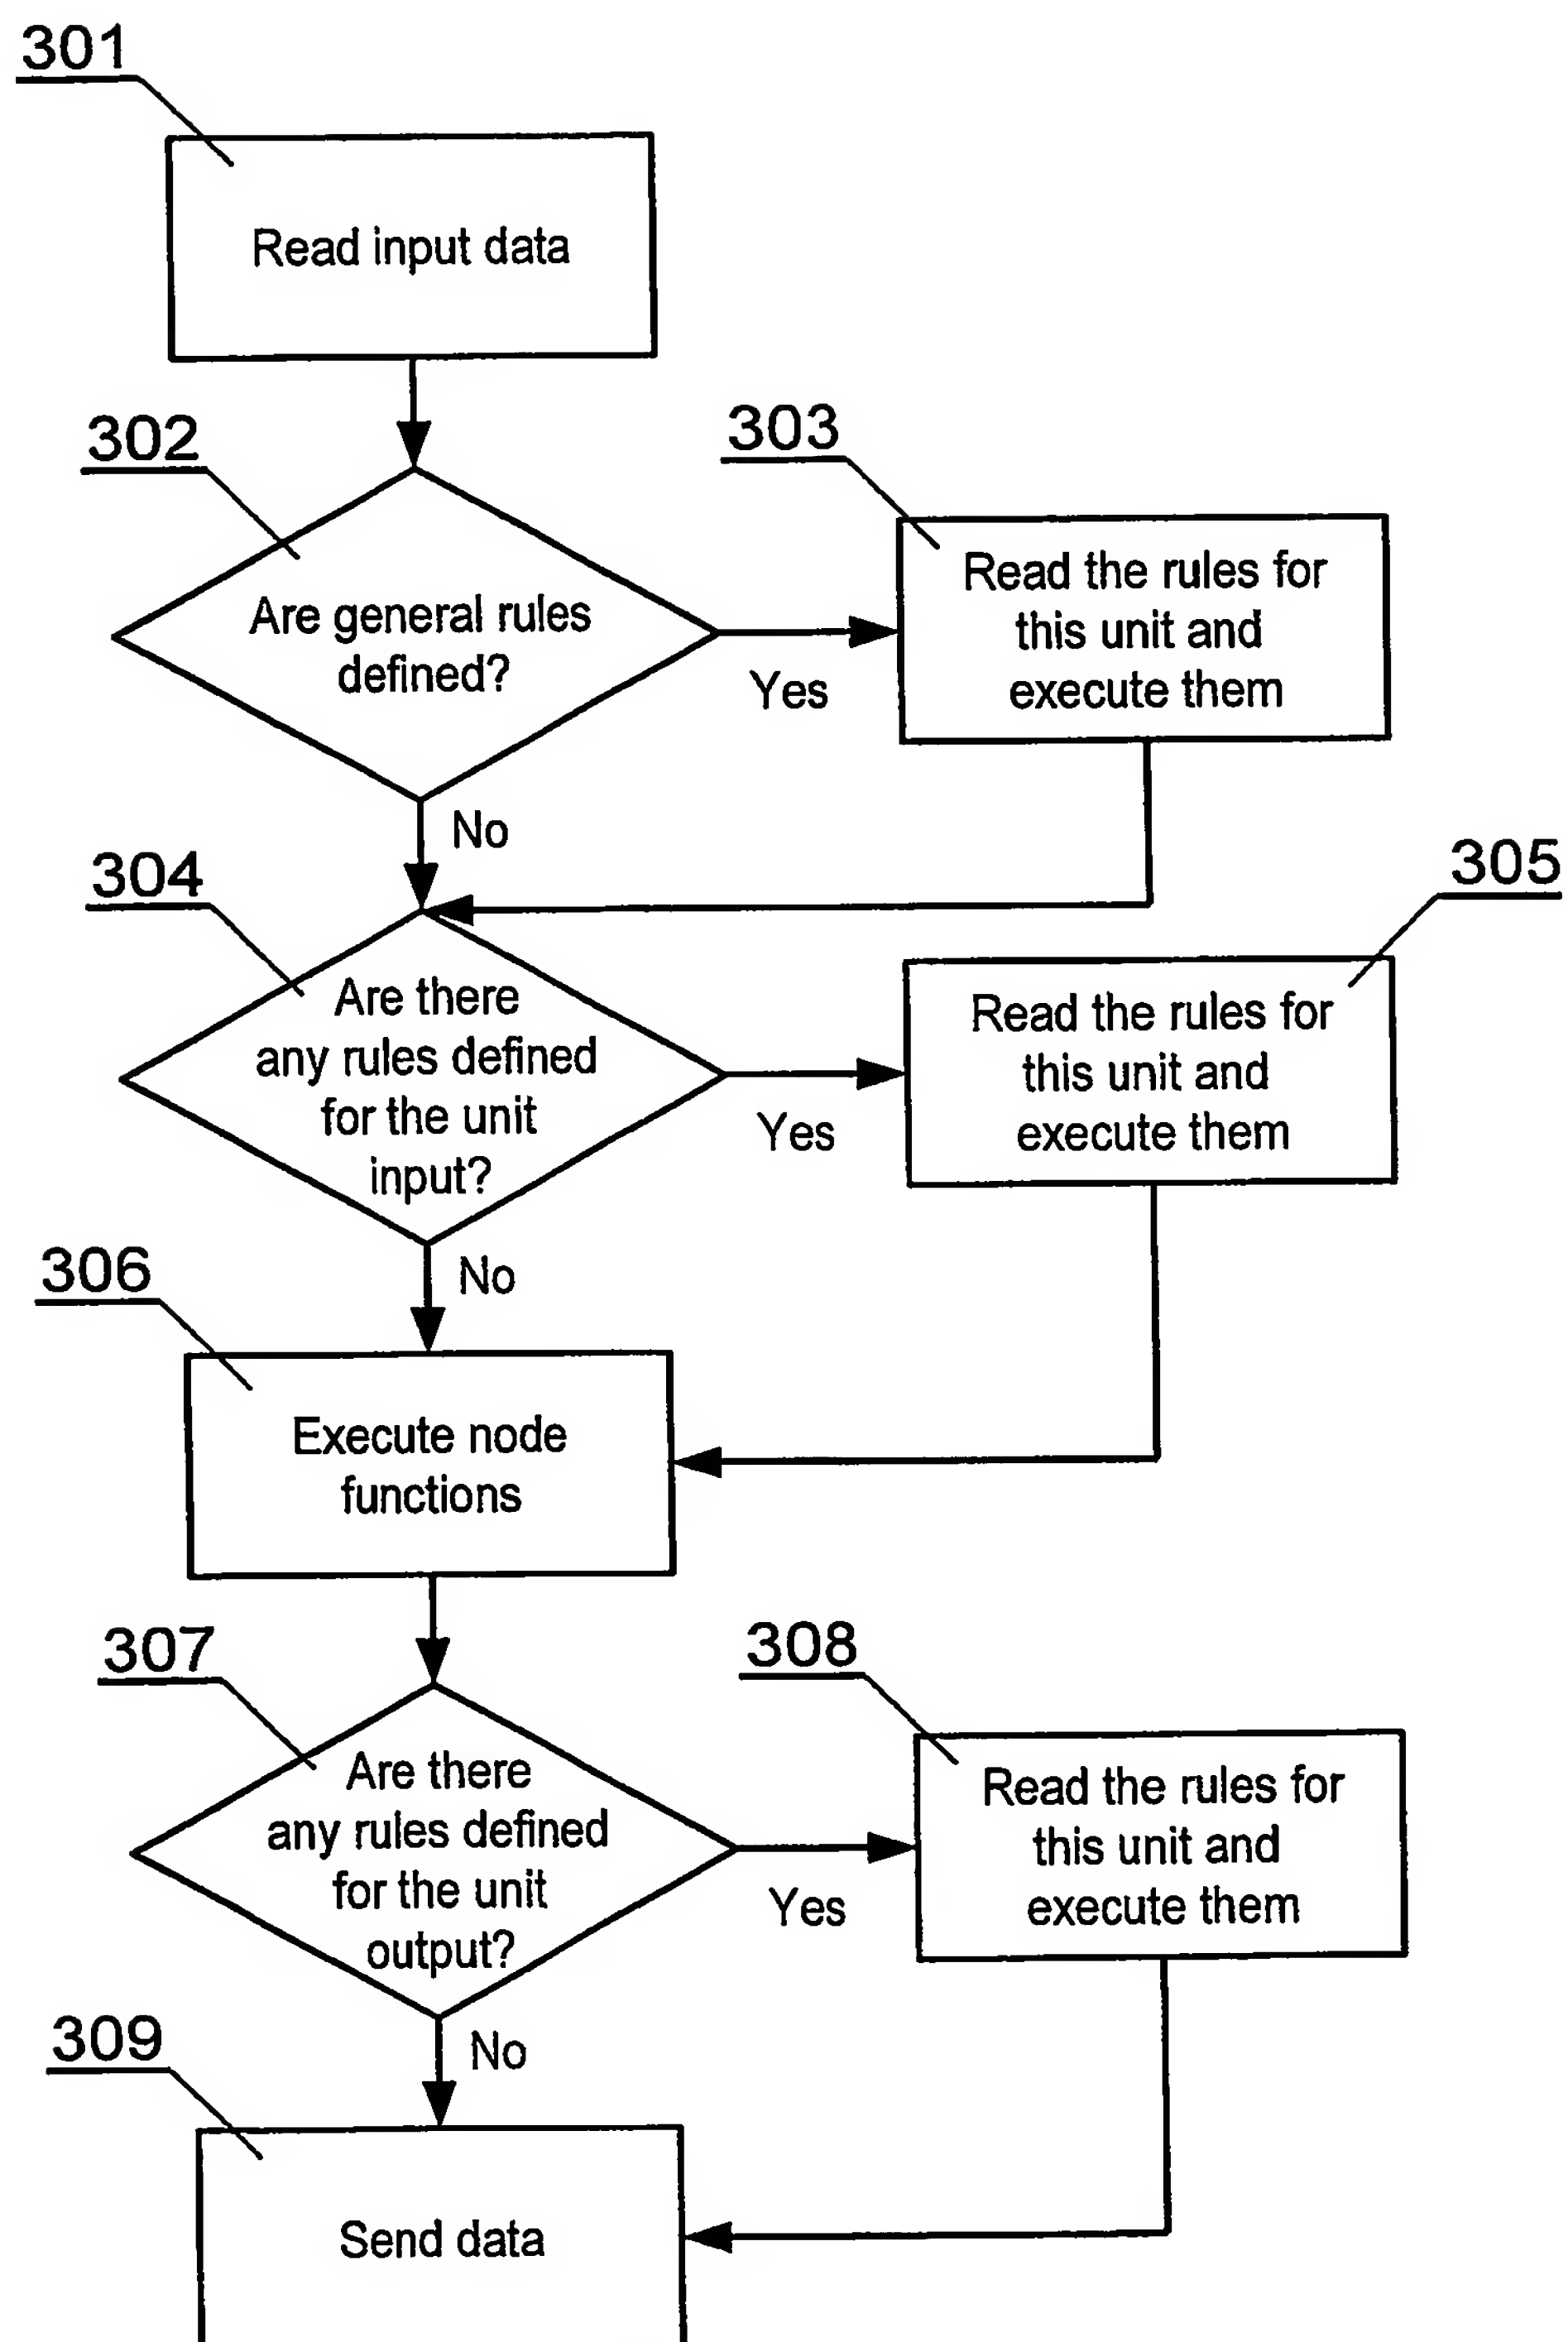 301
Read input data
302
Are general rules
defined?
Yes
303
Read the rules for
this unit and
execute them
No
304
Are there
any rules defined
for the unit
input?
Yes
305
Read the rules for
this unit and
execute them
No
306
Execute node
functions
307
Are there
any rules defined
for the unit
output?
Yes
308
Read the rules for
this unit and
execute them
No
309
Send data